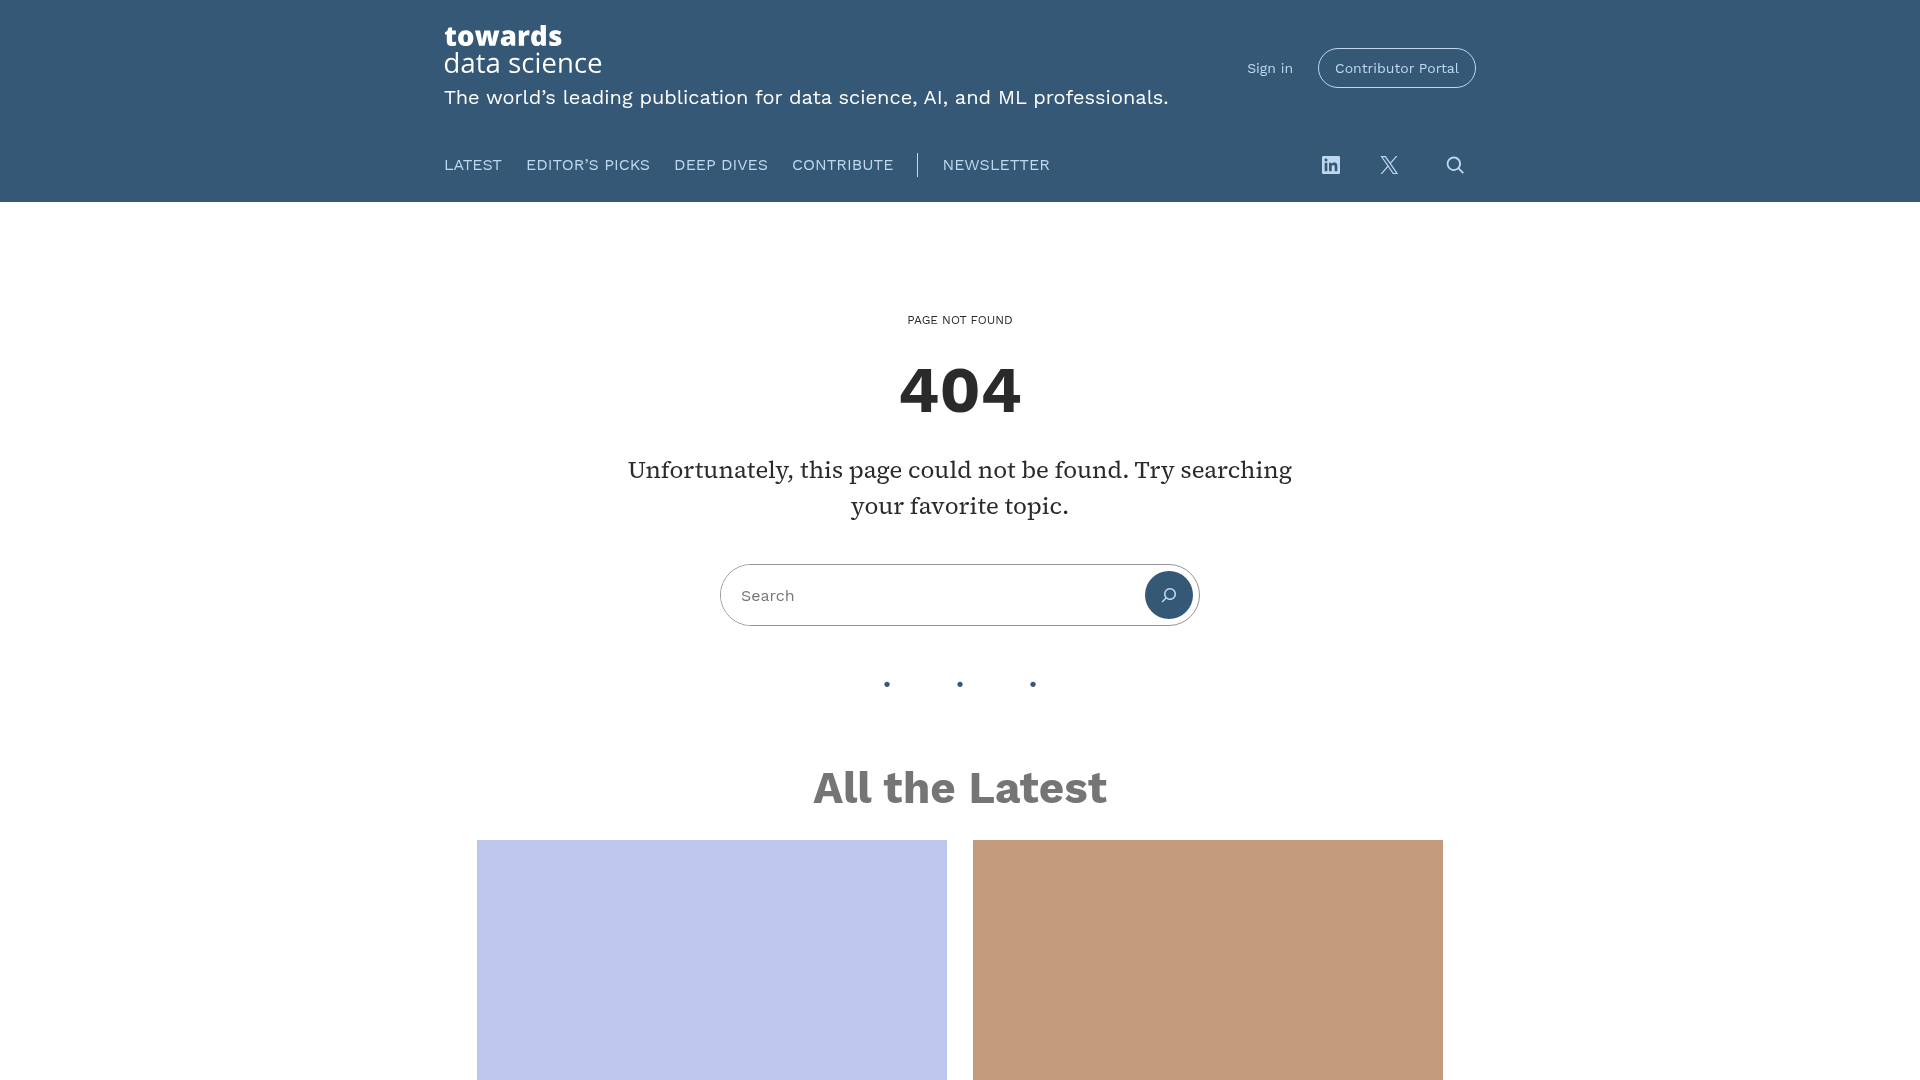 towards
data science
The world’s leading publication for data science, AI, and ML professionals.
Sign in
Contributor Portal
LATEST
EDITOR’S PICKS
DEEP DIVES
CONTRIBUTE
NEWSLETTER
PAGE NOT FOUND
404
Unfortunately, this page could not be found. Try searching
your favorite topic.
Search
All the Latest